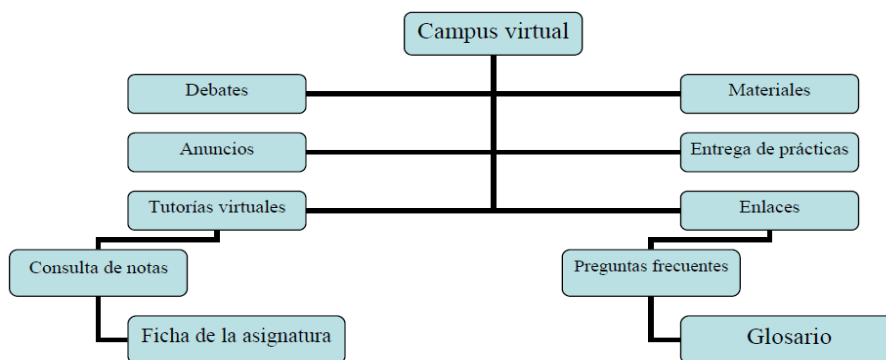 Campus virtual
Debates
Materiales
Anuncios
Entrega de prácticas
Tutorías virtuales
Enlaces
Consulta de notas
Preguntas frecuentes
Ficha de la asignatura
Glosario